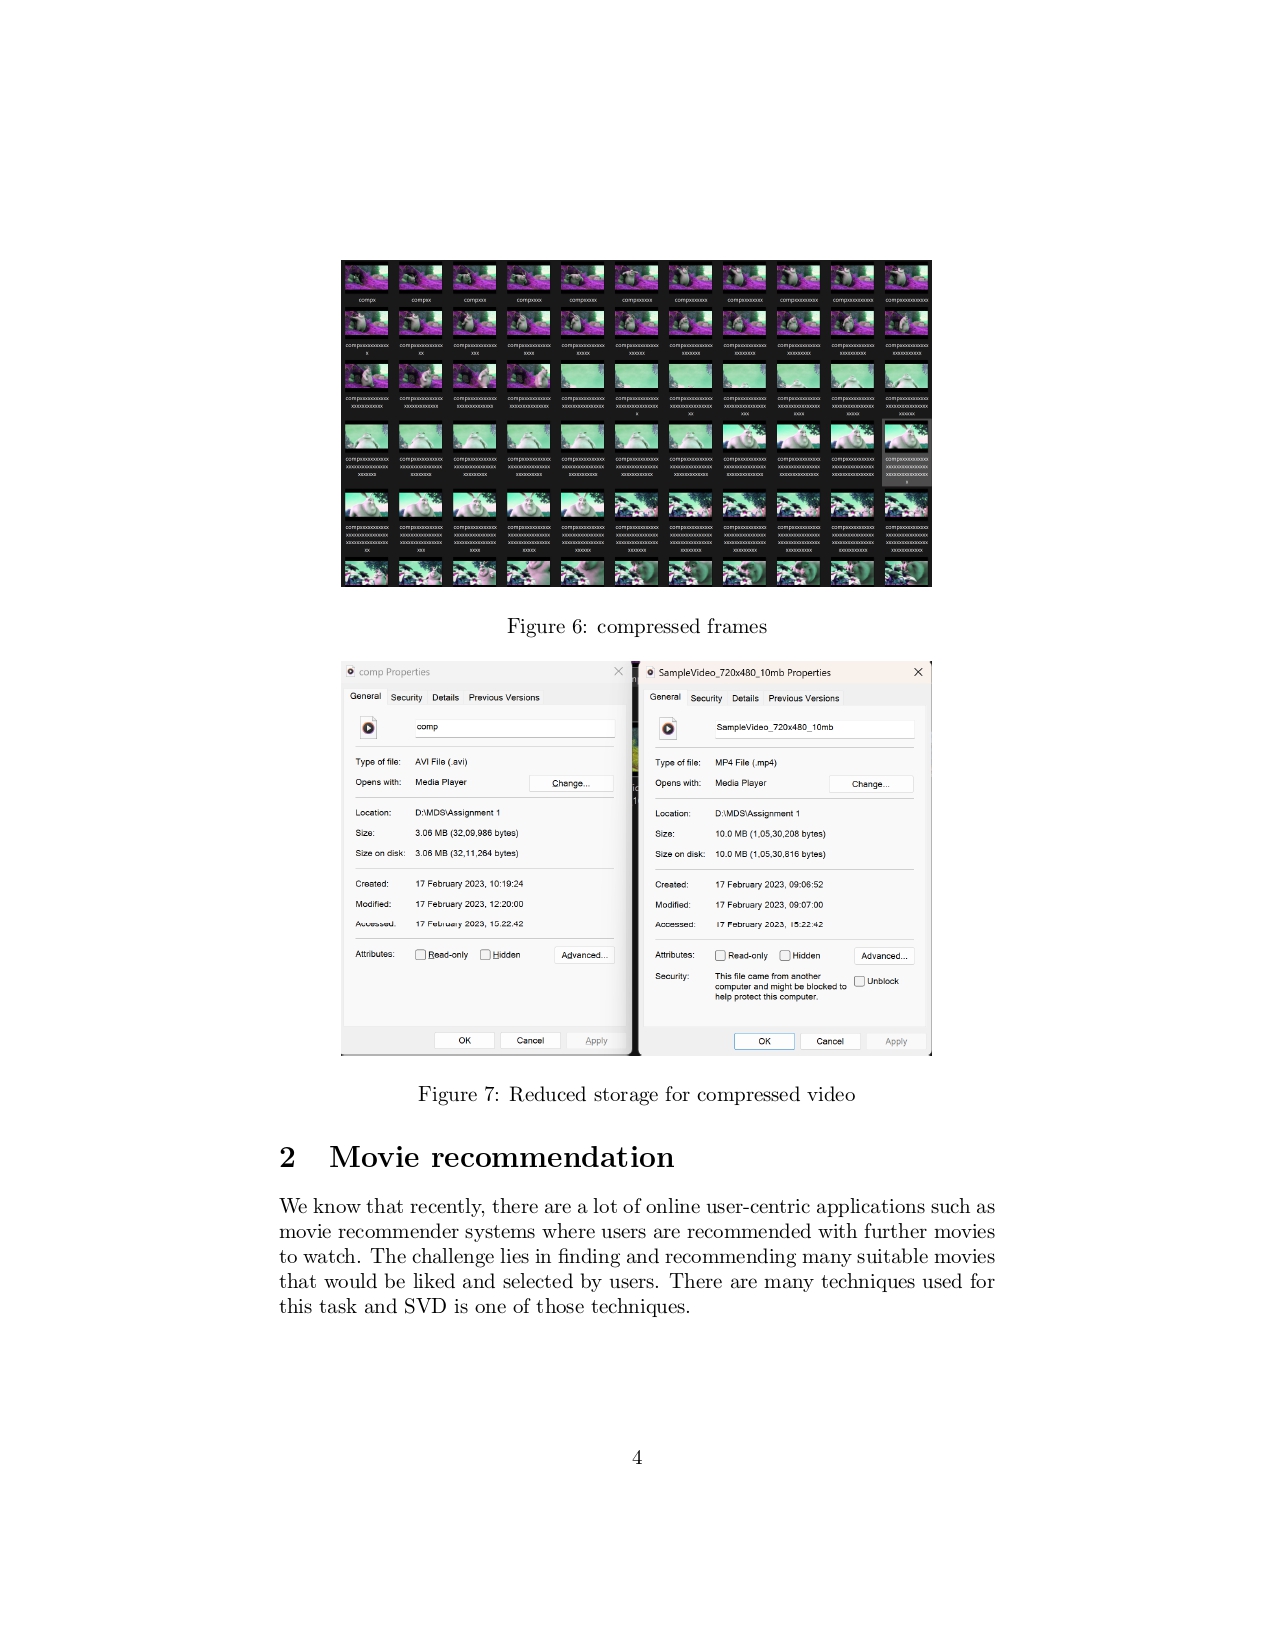 compx compxx compxxx compxxxx
Figure 6: compressed frames
comp Properties
General Security Details Previous Versions
comp
Type of file: AVI File (.avi)
Opens with: Media Player Change...
Location: D:\MDS\Assignment 1
Size: 3.06 MB (32,09,986 bytes)
Size on disk: 3.06 MB (32,11,264 bytes)
Created: 17 February 2023, 10:19:24
Modified: 17 February 2023, 12:20:00
Accessed: 17 February 2023, 15:22:42
Attributes: Read-only Hidden Advanced...
OK Cancel Apply
SampleVideo_720x480_10mb Properties
General Security Details Previous Versions
SampleVideo_720x480_10mb
Type of file: MP4 File (.mp4)
Opens with: Media Player Change...
Location: D:\MDS\Assignment 1
Size: 10.0 MB (1,05,30,208 bytes)
Size on disk: 10.0 MB (1,05,30,816 bytes)
Created: 17 February 2023, 09:06:52
Modified: 17 February 2023, 09:07:00
Accessed: 17 February 2023, 15:22:42
Attributes: Read-only Hidden Advanced...
Security: This file came from another
computer and might be blocked to
help protect this computer.
Unblock
OK Cancel Apply
Figure 7: Reduced storage for compressed video
2 Movie recommendation
We know that recently, there are a lot of online user-centric applications such as
movie recommender systems where users are recommended with further movies
to watch. The challenge lies in finding and recommending many suitable movies
that would be liked and selected by users. There are many techniques used for
this task and SVD is one of those techniques.
4